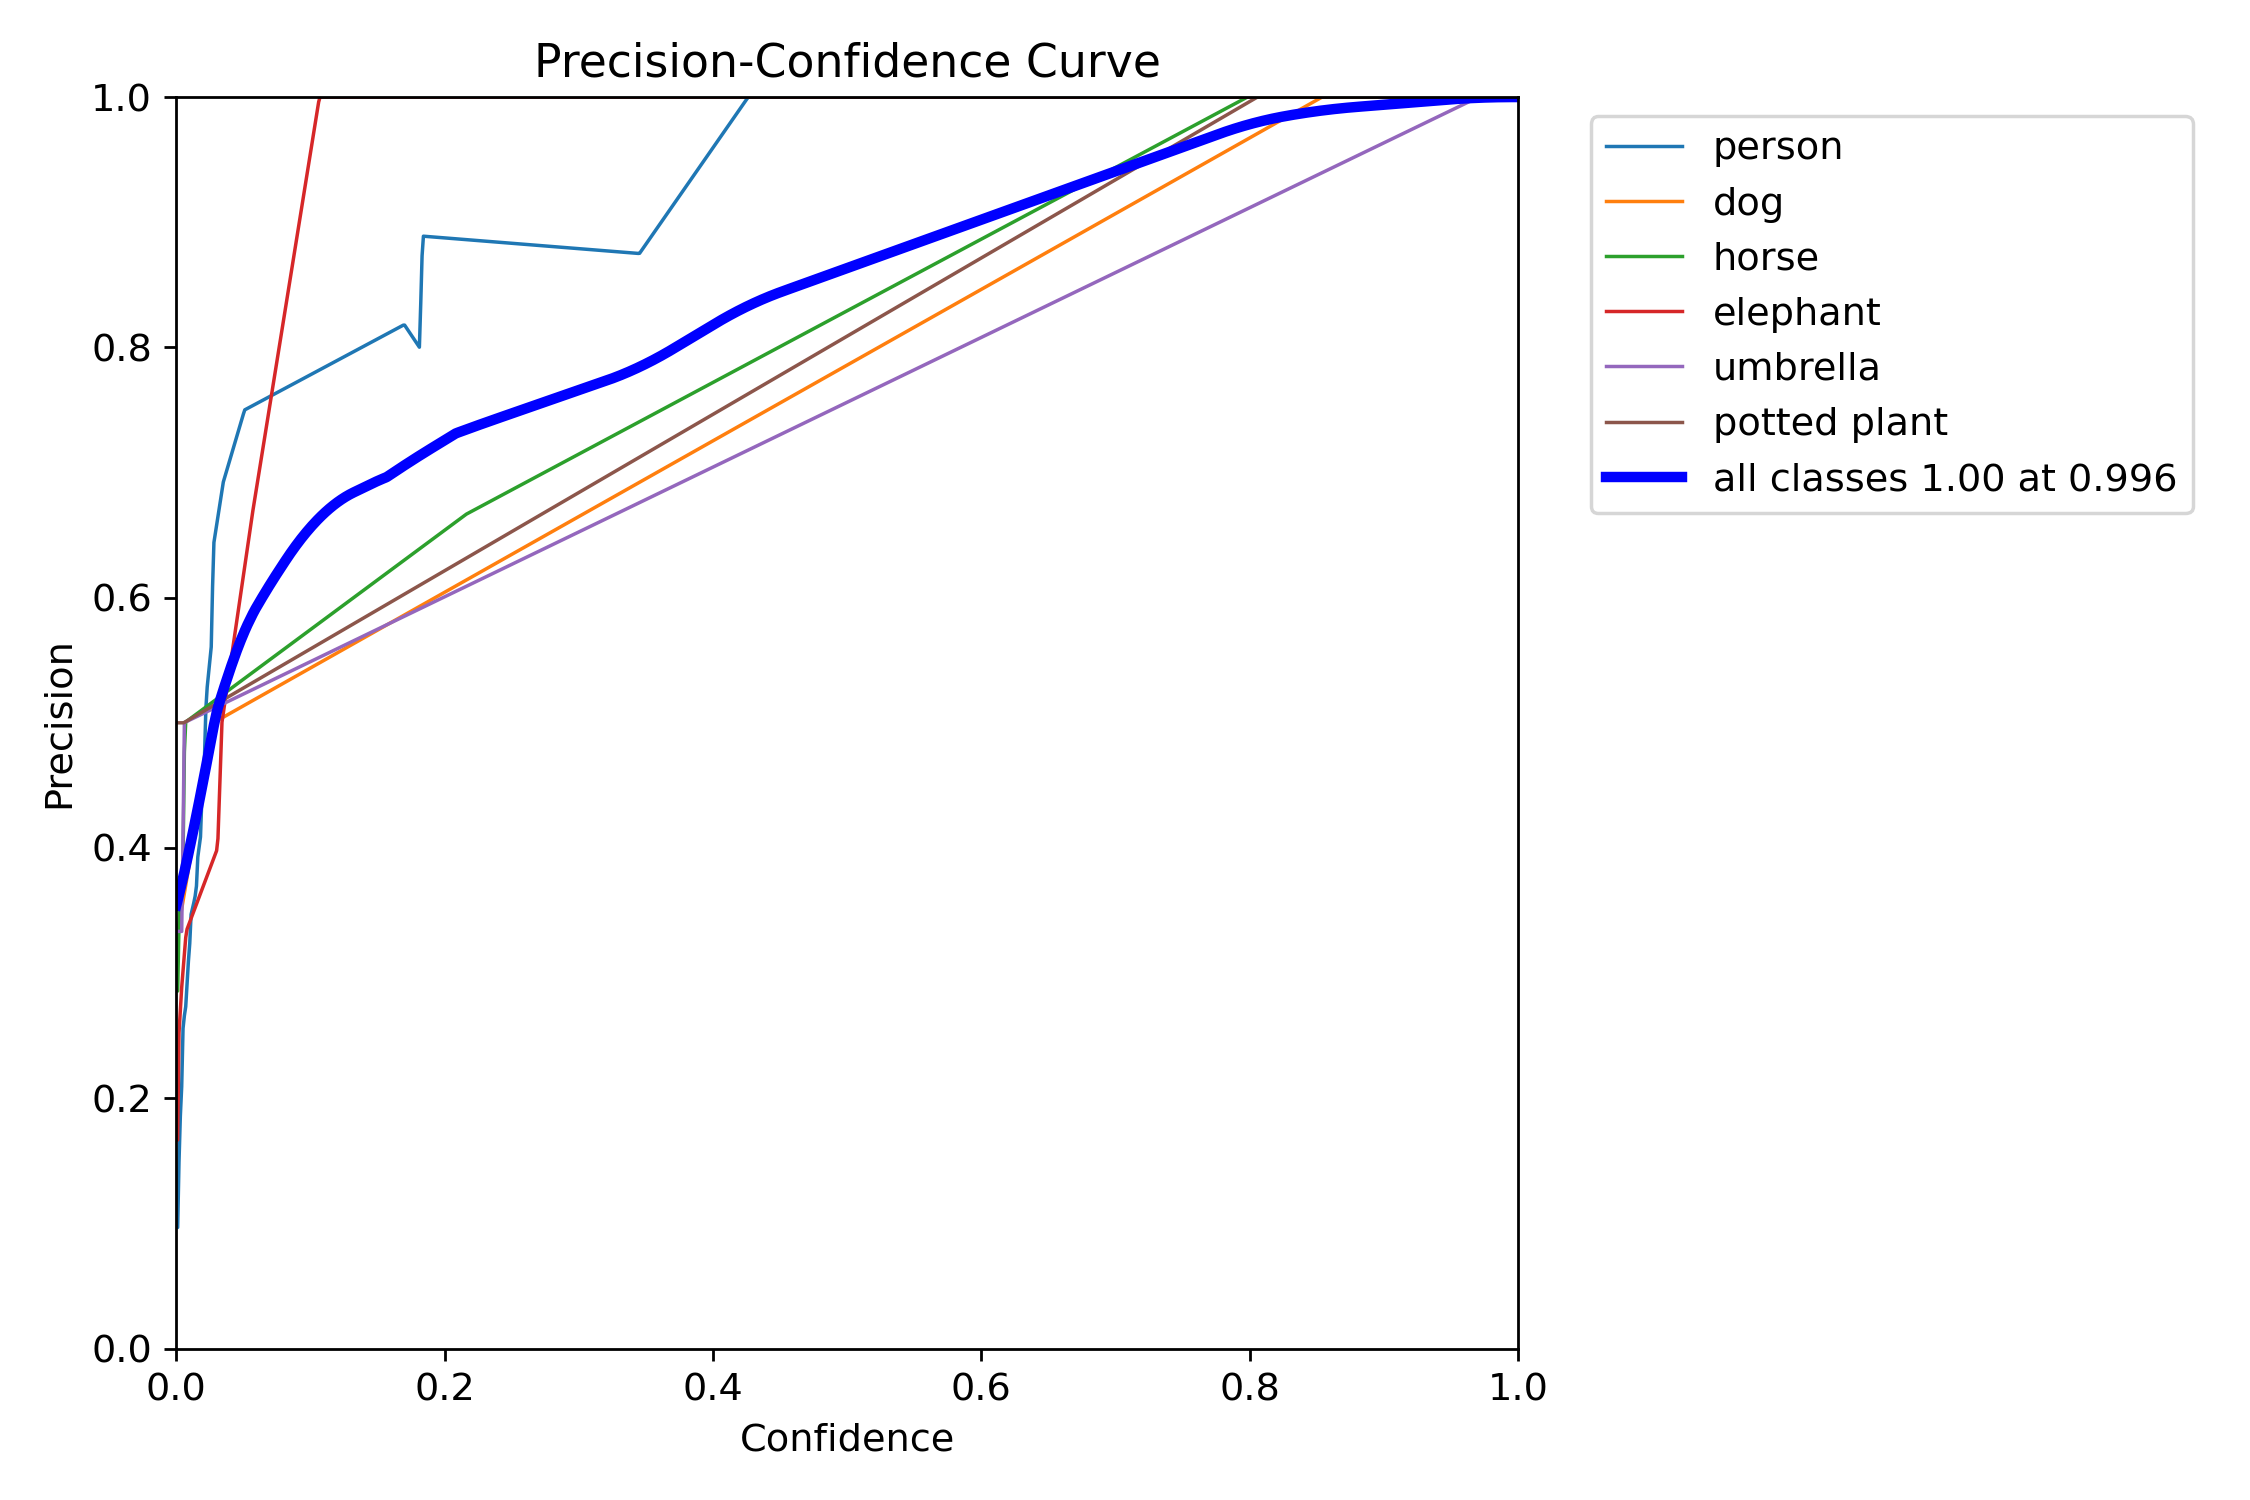 Precision-Confidence Curve
1.0
0.8
0.6
0.4
0.2
0.0
Precision
0.0 0.2 0.4 0.6 0.8 1.0
Confidence
person
dog
horse
elephant
umbrella
potted plant
all classes 1.00 at 0.996